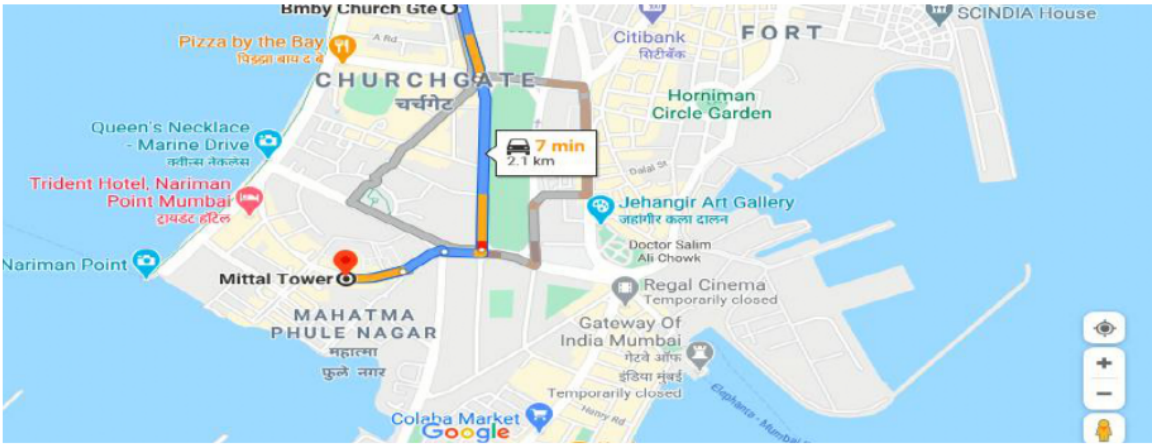 Bmby Church Gte
SCINDIA House
Pizza by the Bay
पिझ्झा बाय द बे
A Rd
Citibank
सिटीबँक
FORT
CHURCHGATE
चर्चगेट
Horniman
Circle Garden
Queen's Necklace
- Marine Drive
क्वीन्स नेकलेस
7 min
2.1 km
Dalal St
Trident Hotel, Nariman
Point Mumbai
ट्रायडंट हॉटेल
Jehangir Art Gallery
जहांगीर कला दालन
Doctor Salim
Ali Chowk
Nariman Point
Mittal Tower
Regal Cinema
Temporarily closed
MAHATMA
PHULE NAGAR
महात्मा
फुले नगर
Gateway Of
India Mumbai
गेटवे ऑफ
इंडिया मुंबई
Temporarily closed
Elephanta - Mumbai
Colaba Market
Henry Rd
Google